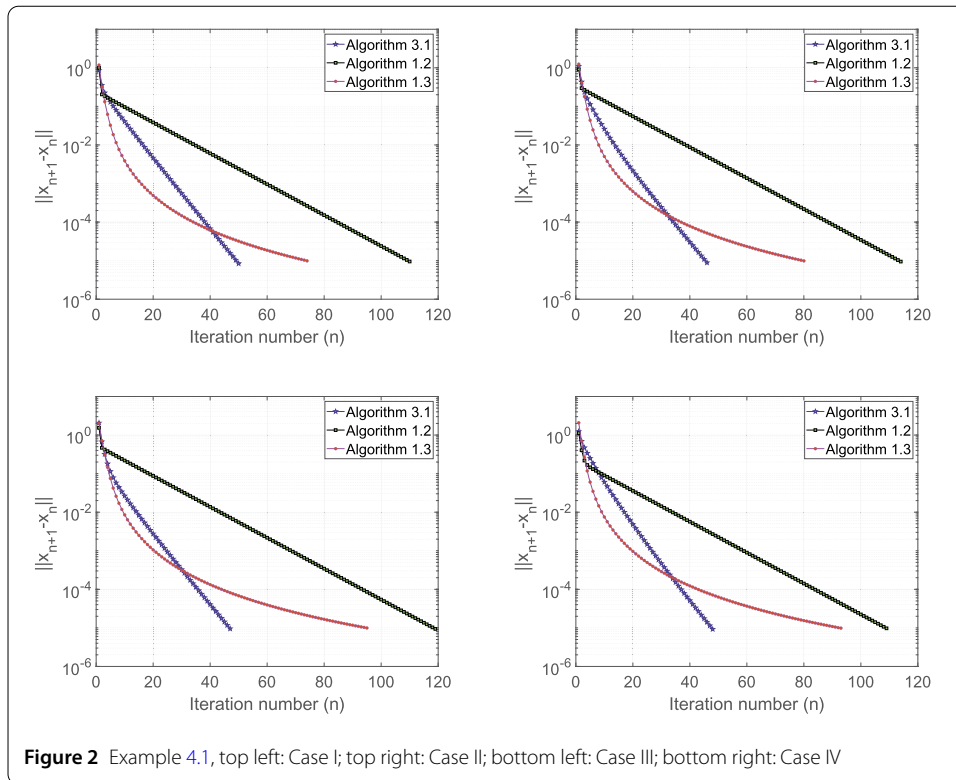 Algorithm 3.1
Algorithm 1.2
Algorithm 1.3
10^0
10^-2
10^-4
10^-6
||x_{n+1}-x_n||
0 20 40 60 80 100 120
Iteration number (n)
Algorithm 3.1
Algorithm 1.2
Algorithm 1.3
10^0
10^-2
10^-4
10^-6
||x_{n+1}-x_n||
0 20 40 60 80 100 120
Iteration number (n)
Algorithm 3.1
Algorithm 1.2
Algorithm 1.3
10^0
10^-2
10^-4
10^-6
||x_{n+1}-x_n||
0 20 40 60 80 100 120
Iteration number (n)
Algorithm 3.1
Algorithm 1.2
Algorithm 1.3
10^0
10^-2
10^-4
10^-6
||x_{n+1}-x_n||
0 20 40 60 80 100 120
Iteration number (n)
Figure 2 Example 4.1, top left: Case I; top right: Case II; bottom left: Case III; bottom right: Case IV